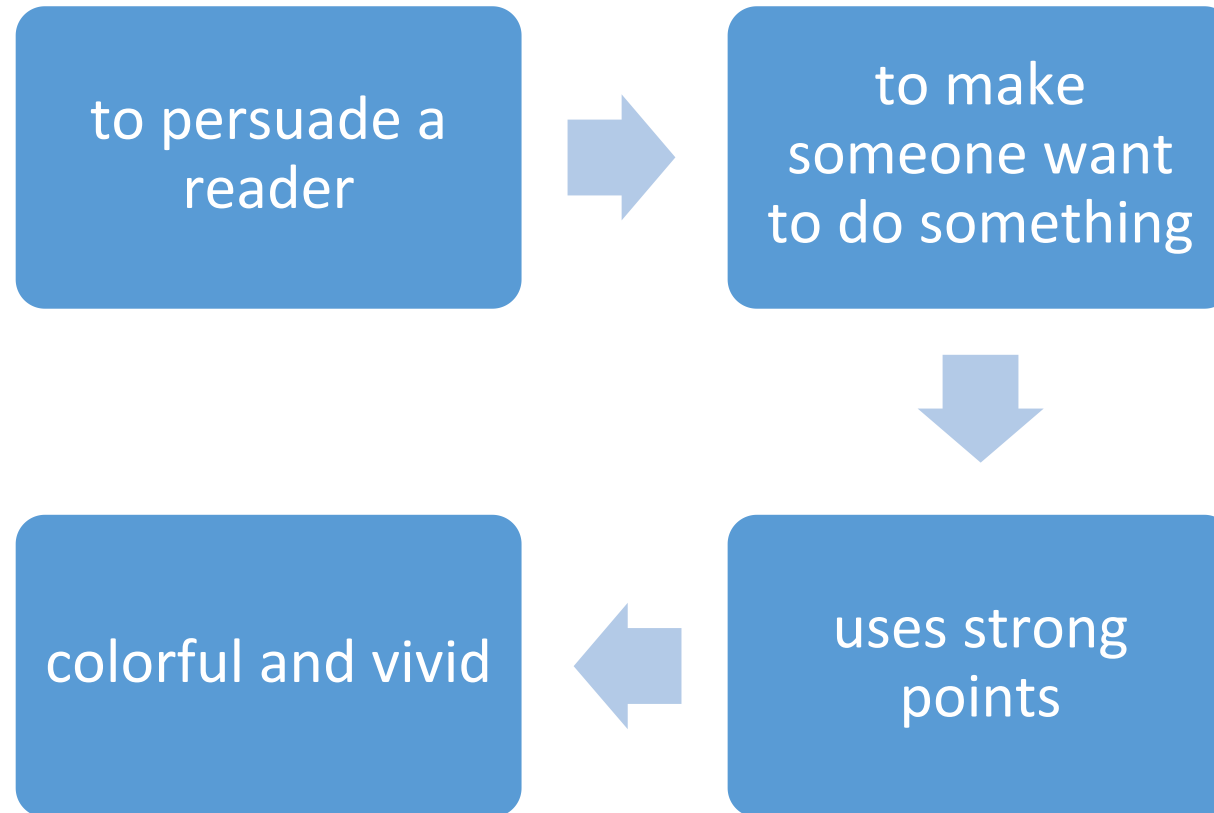 to persuade a
reader
to make
someone want
to do something
uses strong
points
colorful and vivid